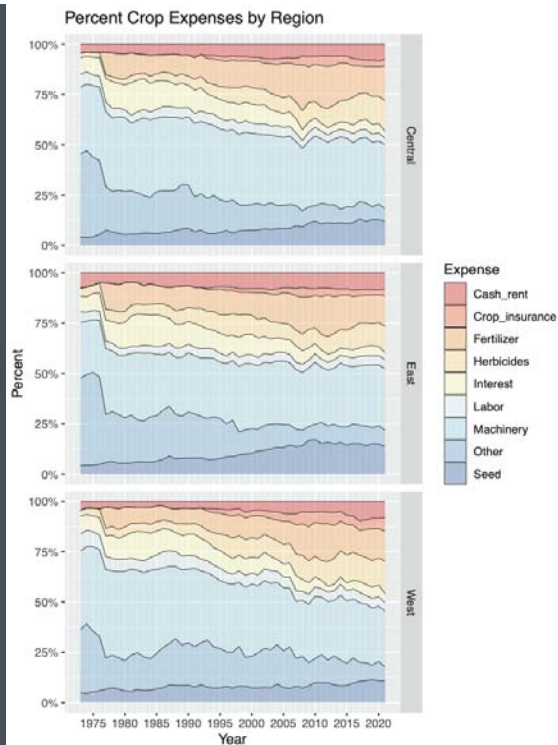 Percent Crop Expenses by Region
100%
75%
50%
25%
0%
Central
100%
75%
50%
25%
0%
East
100%
75%
50%
25%
0%
West
Percent
1975 1980 1985 1990 1995 2000 2005 2010 2015 2020
Year
Expense
Cash_rent
Crop_insurance
Fertilizer
Herbicides
Interest
Labor
Machinery
Other
Seed